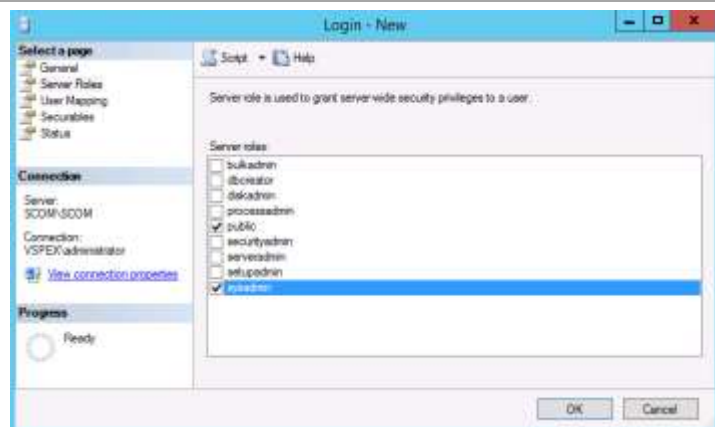 Login - New
Select a page
General
Server Roles
User Mapping
Securables
Status
Script Help
Server role is used to grant server-wide security privileges to a user.
Server roles:
bulkadmin
dbcreator
diskadmin
processadmin
public
securityadmin
serveradmin
setupadmin
sysadmin
Connection
Server:
SCOM\SCOM
Connection:
VSPEX\administrator
View connection properties
Progress
Ready
OK Cancel